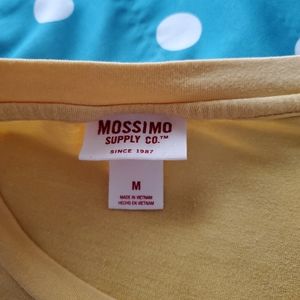 MOSSIMO
SUPPLY CO.™
SINCE 1987
M
MADE IN VIETNAM
HECHO EN VIETNAM